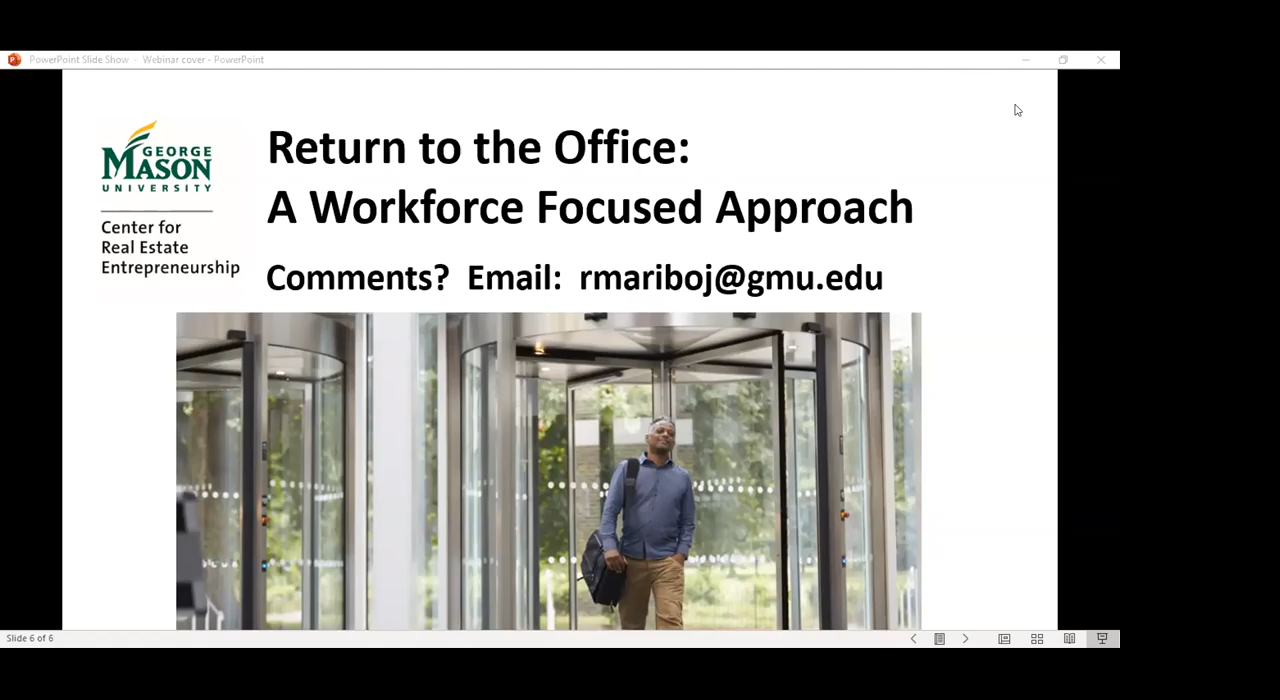 PowerPoint Slide Show - Webinar cover - PowerPoint
GEORGE
MASON
UNIVERSITY
Center for
Real Estate
Entrepreneurship
Return to the Office:
A Workforce Focused Approach
Comments? Email: rmariboj@gmu.edu
Slide 6 of 6